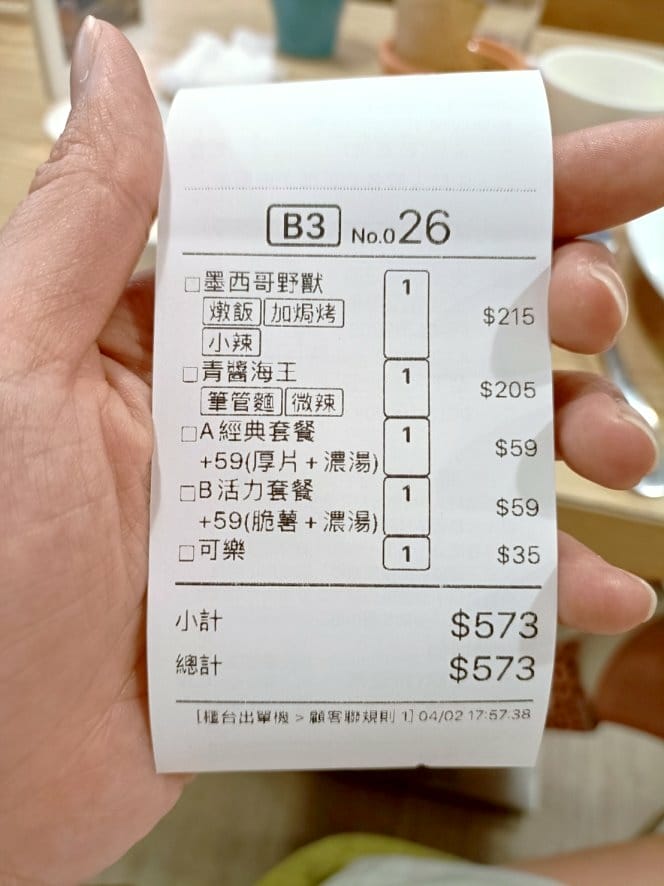 B3 No.026
墨西哥野獸 1 $215
燉飯 加焗烤
小辣
青醬海王 1 $205
筆管麵 微辣
A經典套餐 1 $59
+59(厚片+濃湯)
B活力套餐 1 $59
+59(脆薯+濃湯)
可樂 1 $35
小計 $573
總計 $573
[櫃台出單機 > 顧客聯規則 1] 04/02 17:57:38